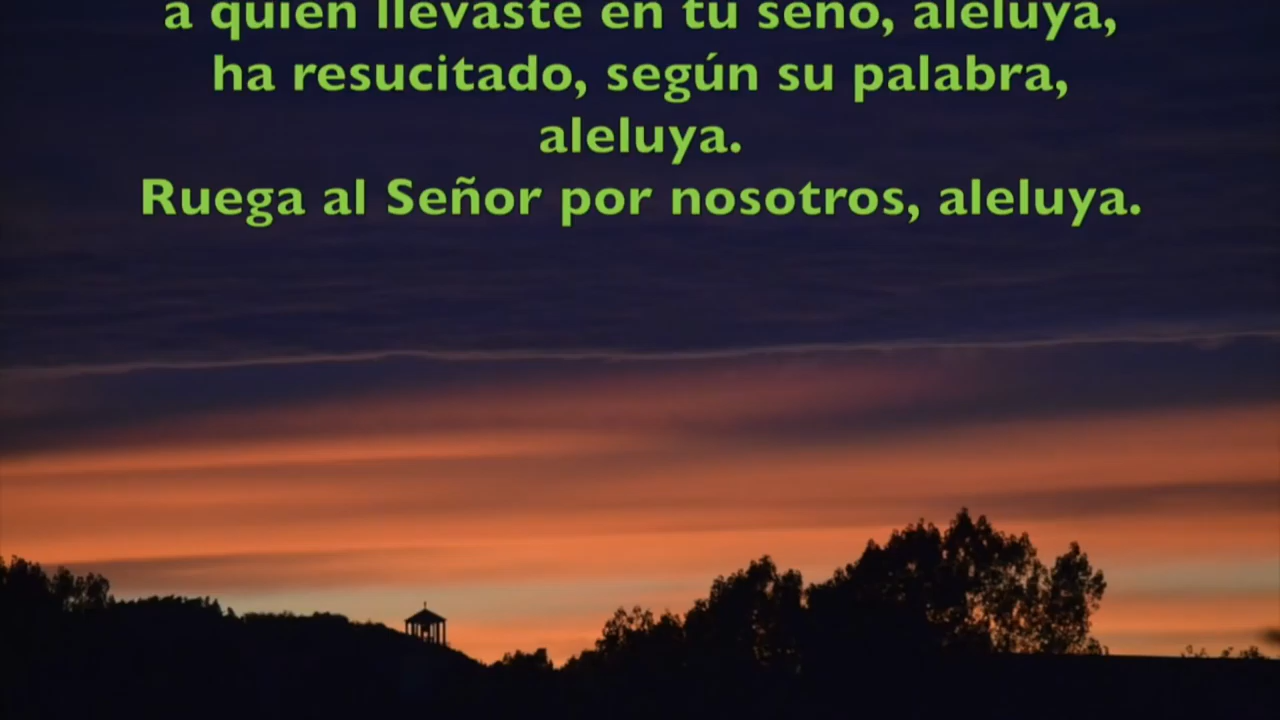 a quien llevaste en tu seno, aleluya,
ha resucitado, según su palabra,
aleluya.
Ruega al Señor por nosotros, aleluya.